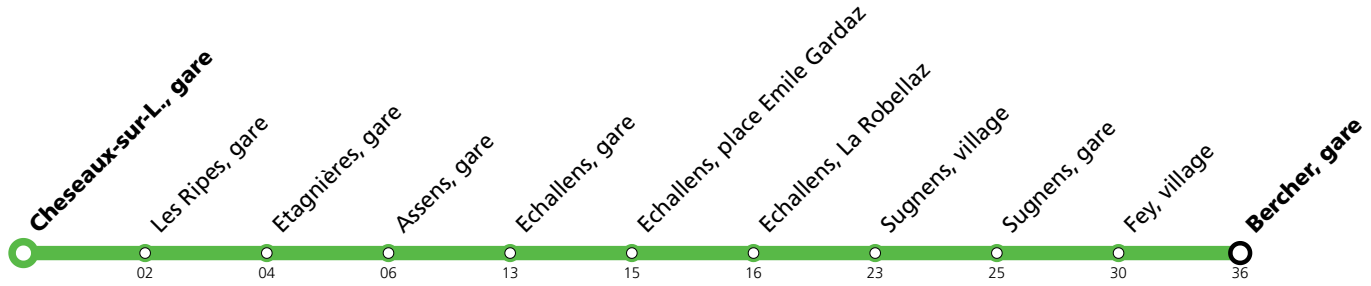 Cheseaux-sur-L., gare
Les Ripes, gare
Etagnières, gare
Assens, gare
Echallens, gare
Echallens, place Emile Gardaz
Echallens, La Robellaz
Sugnens, village
Sugnens, gare
Fey, village
Bercher, gare
02 04 06 13 15 16 23 25 30 36